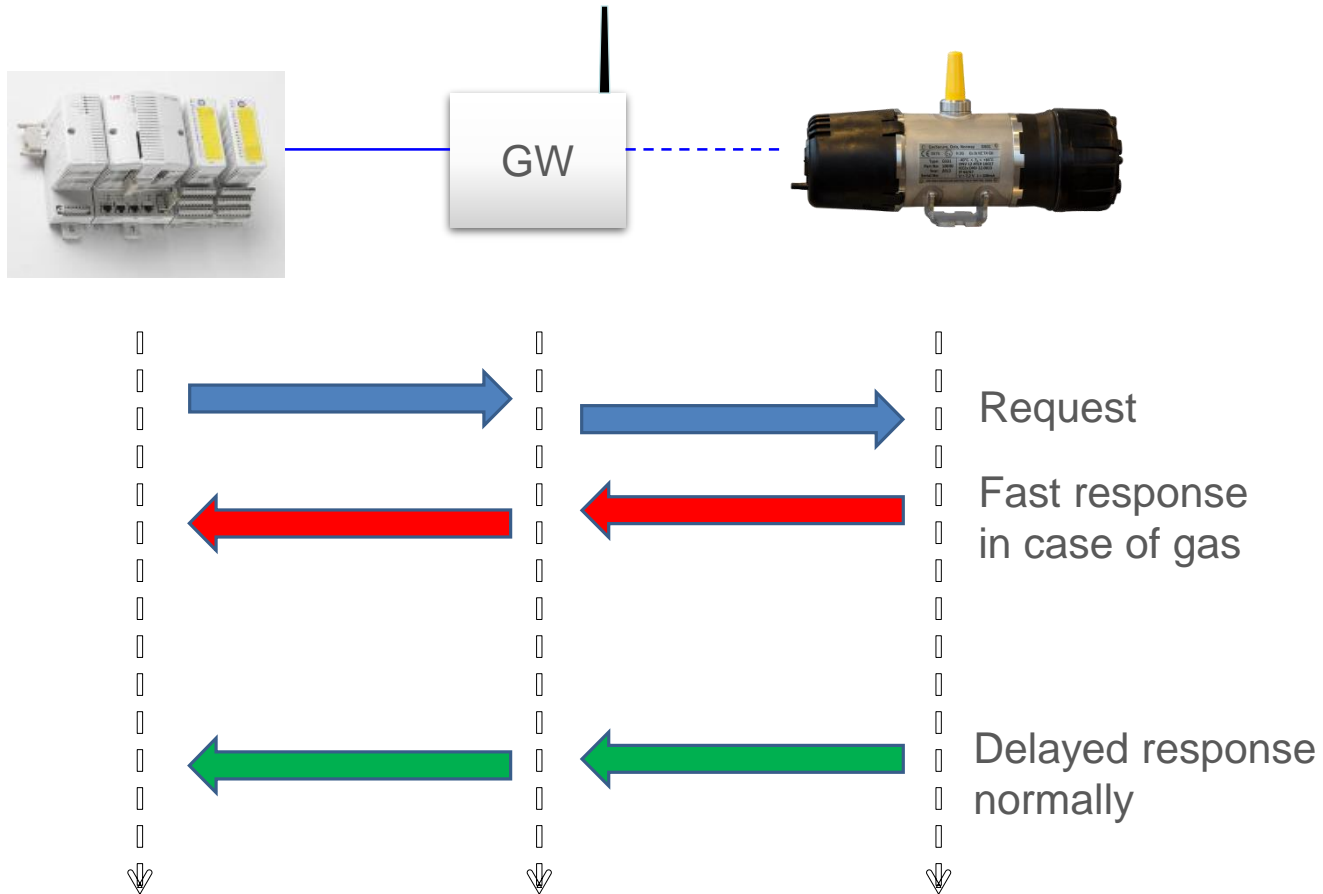 GW
Request
Fast response
in case of gas
Delayed response
normally